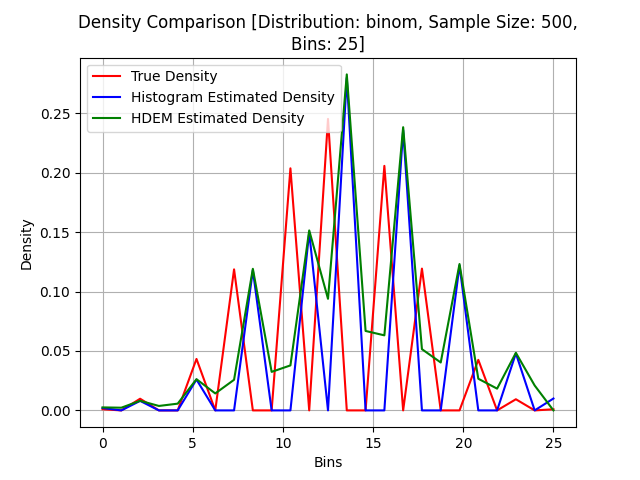 Density Comparison [Distribution: binom, Sample Size: 500,
Bins: 25]
True Density
Histogram Estimated Density
HDEM Estimated Density
Density
0.25
0.20
0.15
0.10
0.05
0.00
0 5 10 15 20 25
Bins